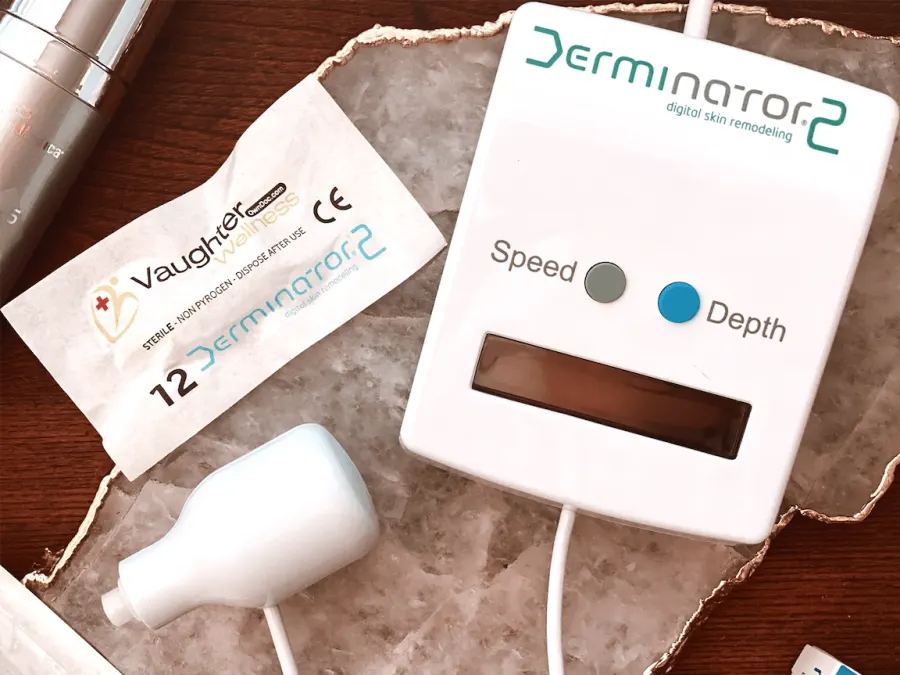 Derminator®2
digital skin remodeling
Speed
Depth
Vaughter
OwnDoc.com
Wellness
CE
STERILE - NON PYROGEN - DISPOSE AFTER USE
12 Derminator®2
digital skin remodeling
5